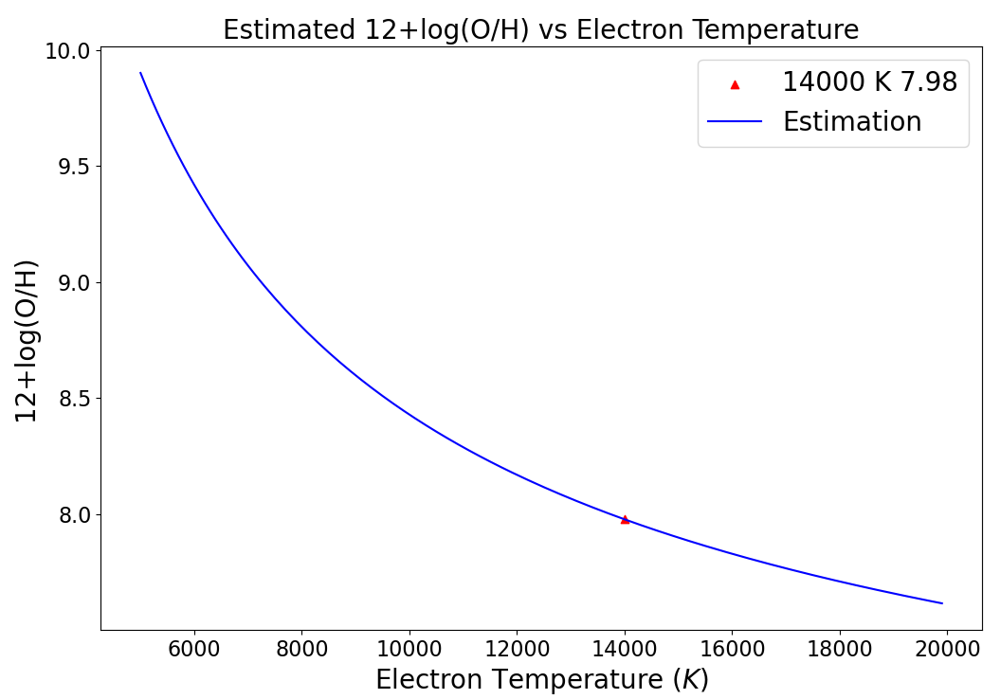 Estimated 12+log(O/H) vs Electron Temperature
14000 K 7.98
Estimation
12+log(O/H)
10.0
9.5
9.0
8.5
8.0
6000 8000 10000 12000 14000 16000 18000 20000
Electron Temperature (K)